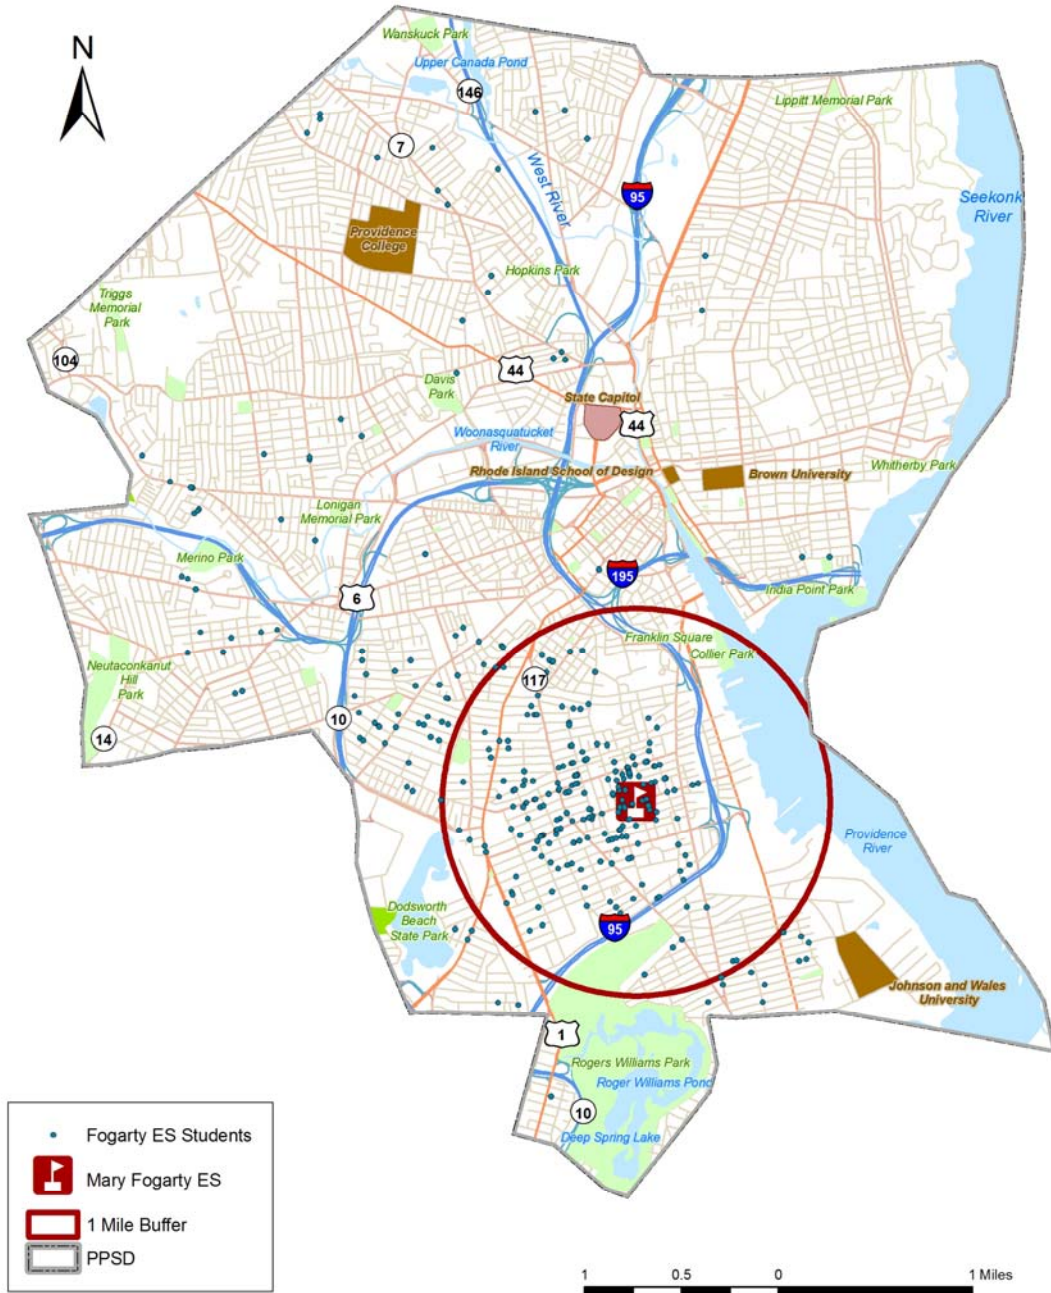 N
Wanskuck Park
Upper Canada Pond
146
Lippitt Memorial Park
7
West River
95
Seekonk
River
Providence
College
Hopkins Park
Triggs
Memorial
Park
104
44
Davis
Park
State Capitol
44
Woonasquatucket
River
Rhode Island School of Design
Brown University
Whitherby Park
Lonigan
Memorial Park
Merino Park
195
6
India Point Park
Franklin Square
Collier Park
Neutaconkanut
Hill
Park
117
10
14
Providence
River
Dodsworth
Beach
State Park
95
Johnson and Wales
University
1
Rogers Williams Park
Roger Williams Pond
10
Deep Spring Lake
Fogarty ES Students
Mary Fogarty ES
1 Mile Buffer
PPSD
1 0.5 0 1 Miles